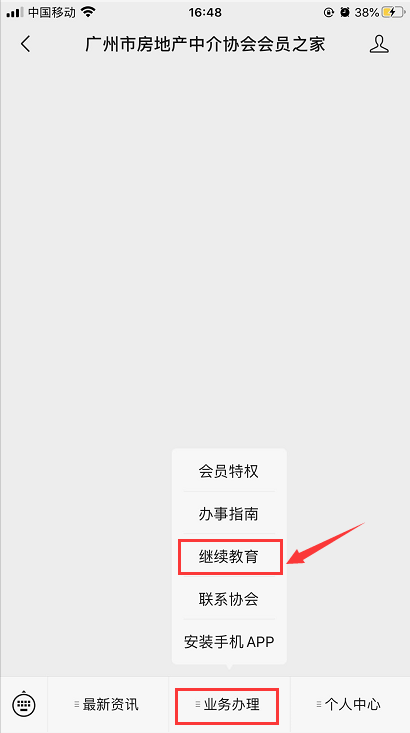 中国移动 16:48 38%
广州市房地产中介协会会员之家
会员特权
办事指南
继续教育
联系协会
安装手机APP
最新资讯 业务办理 个人中心